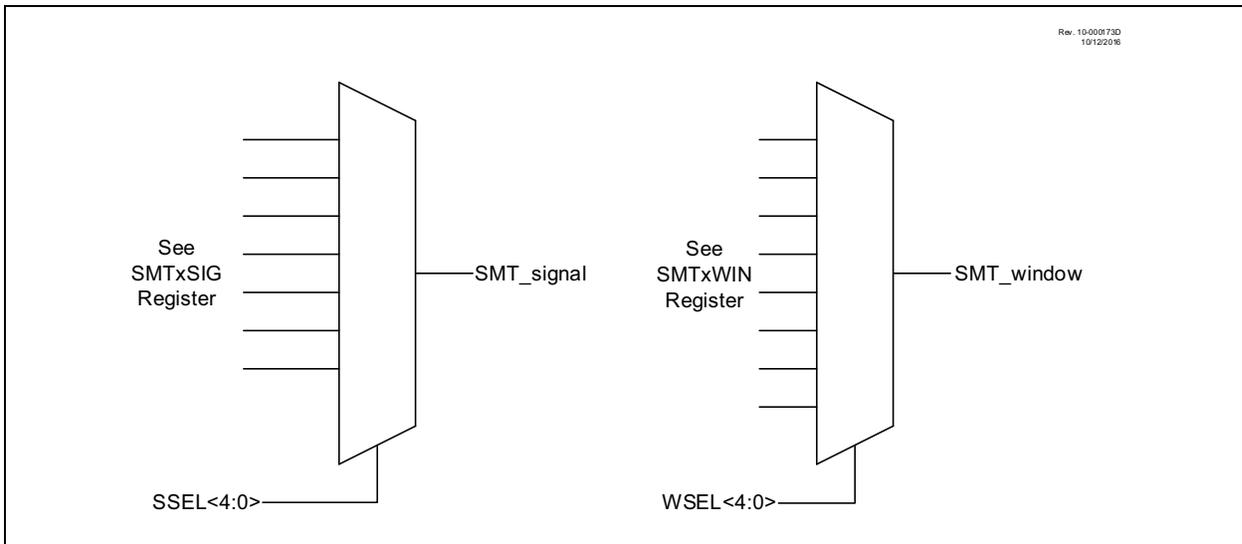 Rev. 10-000173D
10/12/2016
See
SMTxSIG
Register
SMT_signal
SSEL<4:0>
See
SMTxWIN
Register
SMT_window
WSEL<4:0>